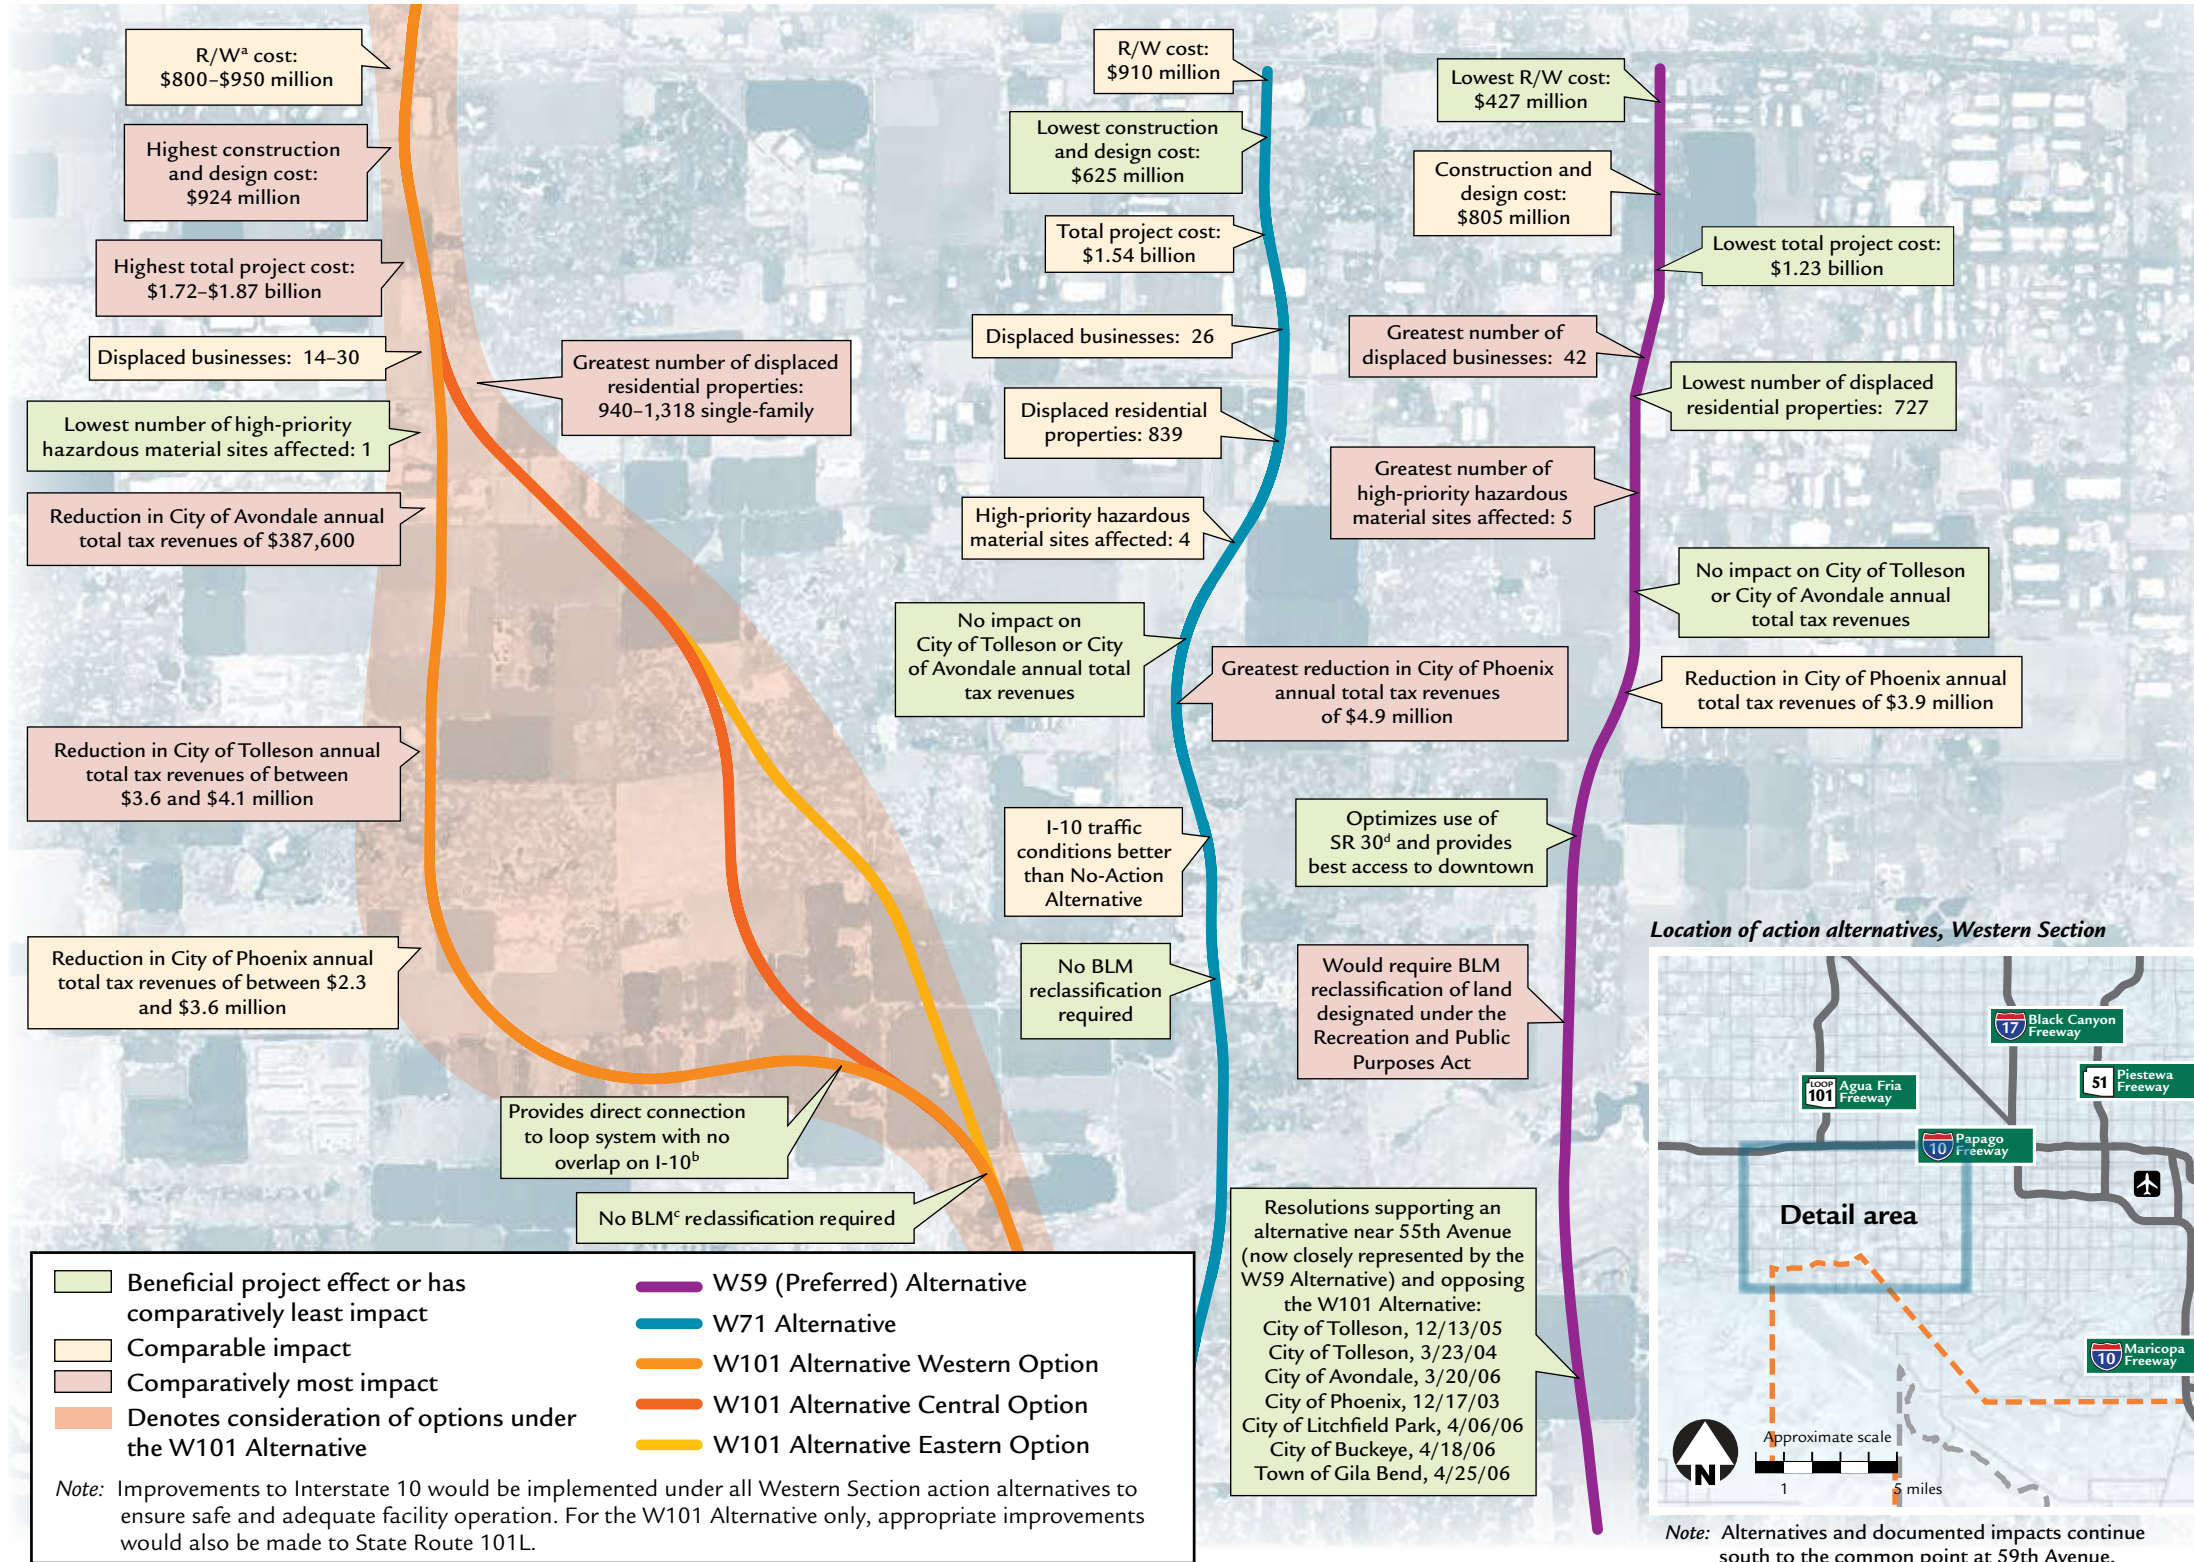 R/Wᵃ cost:
$800–$950 million
Highest construction
and design cost:
$924 million
Highest total project cost:
$1.72–$1.87 billion
Displaced businesses: 14–30
Greatest number of displaced
residential properties:
940–1,318 single-family
Lowest number of high-priority
hazardous material sites affected: 1
Reduction in City of Avondale annual
total tax revenues of $387,600
Reduction in City of Tolleson annual
total tax revenues of between
$3.6 and $4.1 million
Reduction in City of Phoenix annual
total tax revenues of between $2.3
and $3.6 million
Provides direct connection
to loop system with no
overlap on I-10ᵇ
No BLMᶜ reclassification required
R/W cost:
$910 million
Lowest construction
and design cost:
$625 million
Total project cost:
$1.54 billion
Displaced businesses: 26
Displaced residential
properties: 839
High-priority hazardous
material sites affected: 4
No impact on
City of Tolleson or City
of Avondale annual total
tax revenues
Greatest reduction in City of Phoenix
annual total tax revenues
of $4.9 million
I-10 traffic
conditions better
than No-Action
Alternative
No BLM
reclassification
required
Lowest R/W cost:
$427 million
Construction and
design cost:
$805 million
Lowest total project cost:
$1.23 billion
Greatest number of
displaced businesses: 42
Lowest number of displaced
residential properties: 727
Greatest number of
high-priority hazardous
material sites affected: 5
No impact on City of Tolleson
or City of Avondale annual
total tax revenues
Reduction in City of Phoenix annual
total tax revenues of $3.9 million
Optimizes use of
SR 30ᵈ and provides
best access to downtown
Would require BLM
reclassification of land
designated under the
Recreation and Public
Purposes Act
Resolutions supporting an
alternative near 55th Avenue
(now closely represented by the
W59 Alternative) and opposing
the W101 Alternative:
City of Tolleson, 12/13/05
City of Tolleson, 3/23/04
City of Avondale, 3/20/06
City of Phoenix, 12/17/03
City of Litchfield Park, 4/06/06
City of Buckeye, 4/18/06
Town of Gila Bend, 4/25/06
Beneficial project effect or has
comparatively least impact
Comparable impact
Comparatively most impact
Denotes consideration of options under
the W101 Alternative
W59 (Preferred) Alternative
W71 Alternative
W101 Alternative Western Option
W101 Alternative Central Option
W101 Alternative Eastern Option
Note: Improvements to Interstate 10 would be implemented under all Western Section action alternatives to
ensure safe and adequate facility operation. For the W101 Alternative only, appropriate improvements
would also be made to State Route 101L.
Location of action alternatives, Western Section
17 Black Canyon
Freeway
LOOP
101 Agua Fria
Freeway
51 Piestewa
Freeway
10 Papago
Freeway
Detail area
10 Maricopa
Freeway
Approximate scale
N
1 5 miles
Note: Alternatives and documented impacts continue
south to the common point at 59th Avenue.